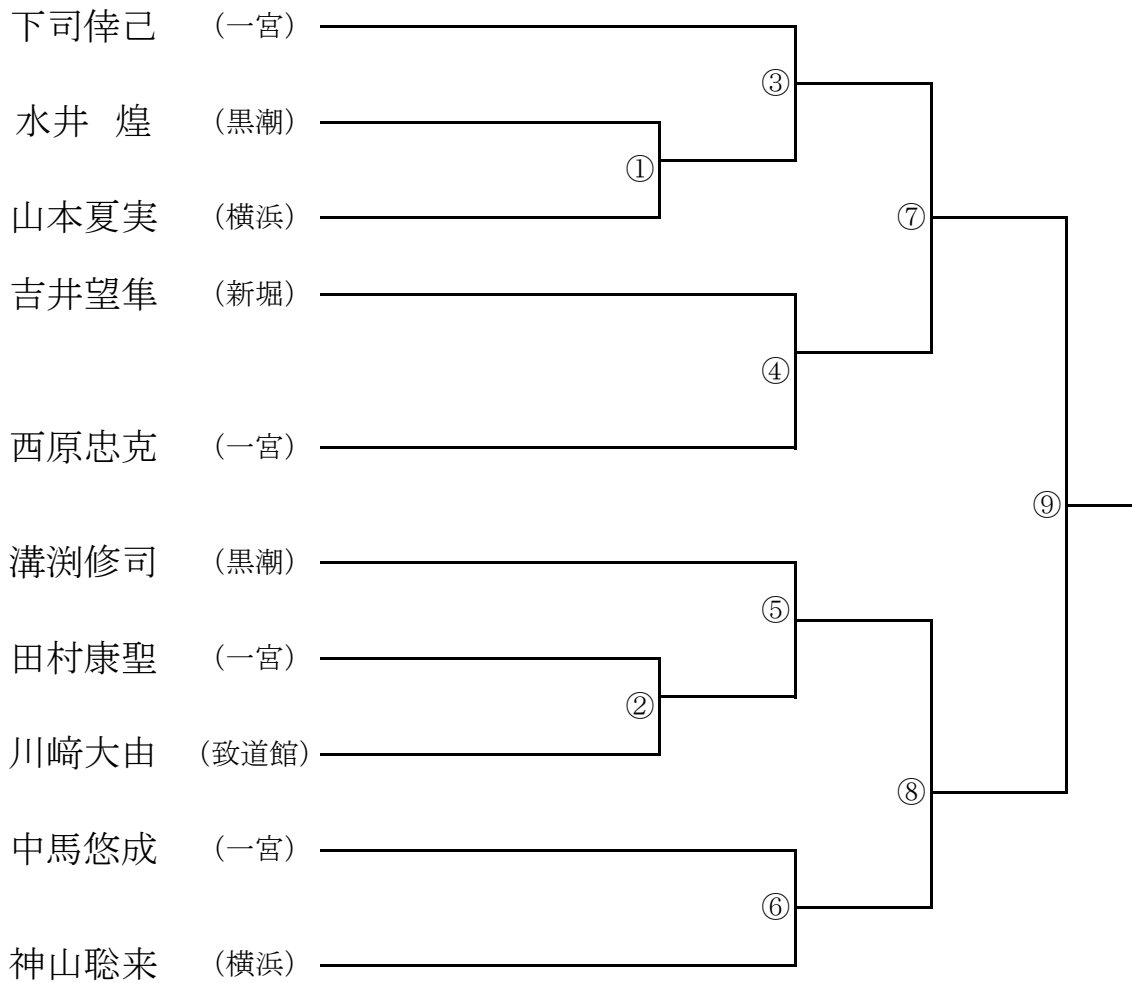 下司倖己 (一宮)
③
水井 煌 (黒潮)
①
山本夏実 (横浜)
⑦
吉井望隼 (新堀)
④
西原忠克 (一宮)
⑨
溝渕修司 (黒潮)
⑤
田村康聖 (一宮)
②
川﨑大由 (致道館)
⑧
中馬悠成 (一宮)
⑥
神山聡来 (横浜)